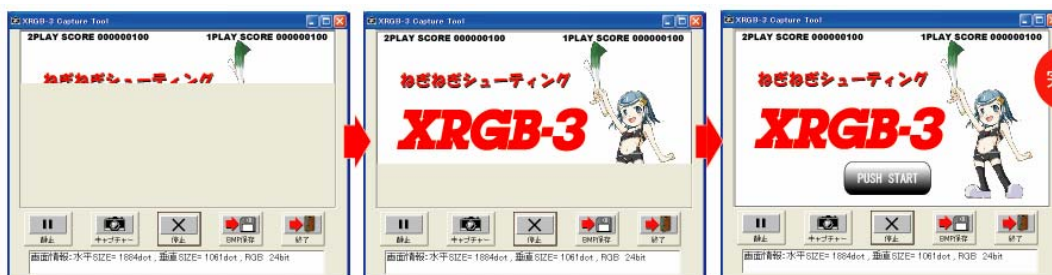 XRGB-3 Capture Tool
2PLAY SCORE 000000100 1PLAY SCORE 000000100
ねぎねぎシューティング
静止 キャプチャー 停止 BMP保存 終了
画面情報:水平SIZE= 1884dot , 垂直SIZE= 1061dot , RGB 24bit
XRGB-3 Capture Tool
2PLAY SCORE 000000100 1PLAY SCORE 000000100
ねぎねぎシューティング
XRGB-3
静止 キャプチャー 停止 BMP保存 終了
画面情報:水平SIZE= 1884dot , 垂直SIZE= 1061dot , RGB 24bit
XRGB-3 Capture Tool
2PLAY SCORE 000000100 1PLAY SCORE 000000100
ねぎねぎシューティング
XRGB-3
PUSH START
静止 キャプチャー 停止 BMP保存 終了
画面情報:水平SIZE= 1884dot , 垂直SIZE= 1061dot , RGB 24bit